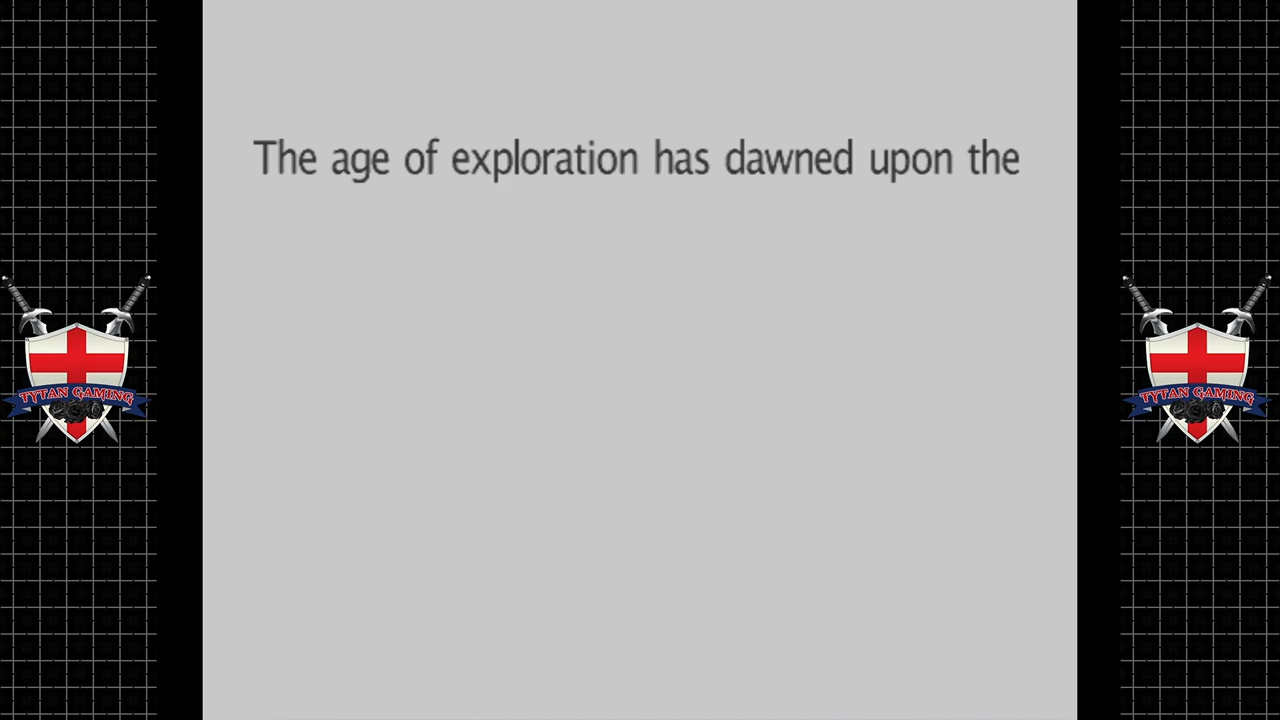 The age of exploration has dawned upon the
TYTAN GAMING
TYTAN GAMING